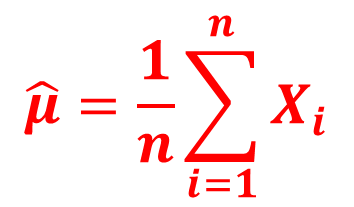 μ̂ = 1/n ∑_{i=1}^{n} X_i